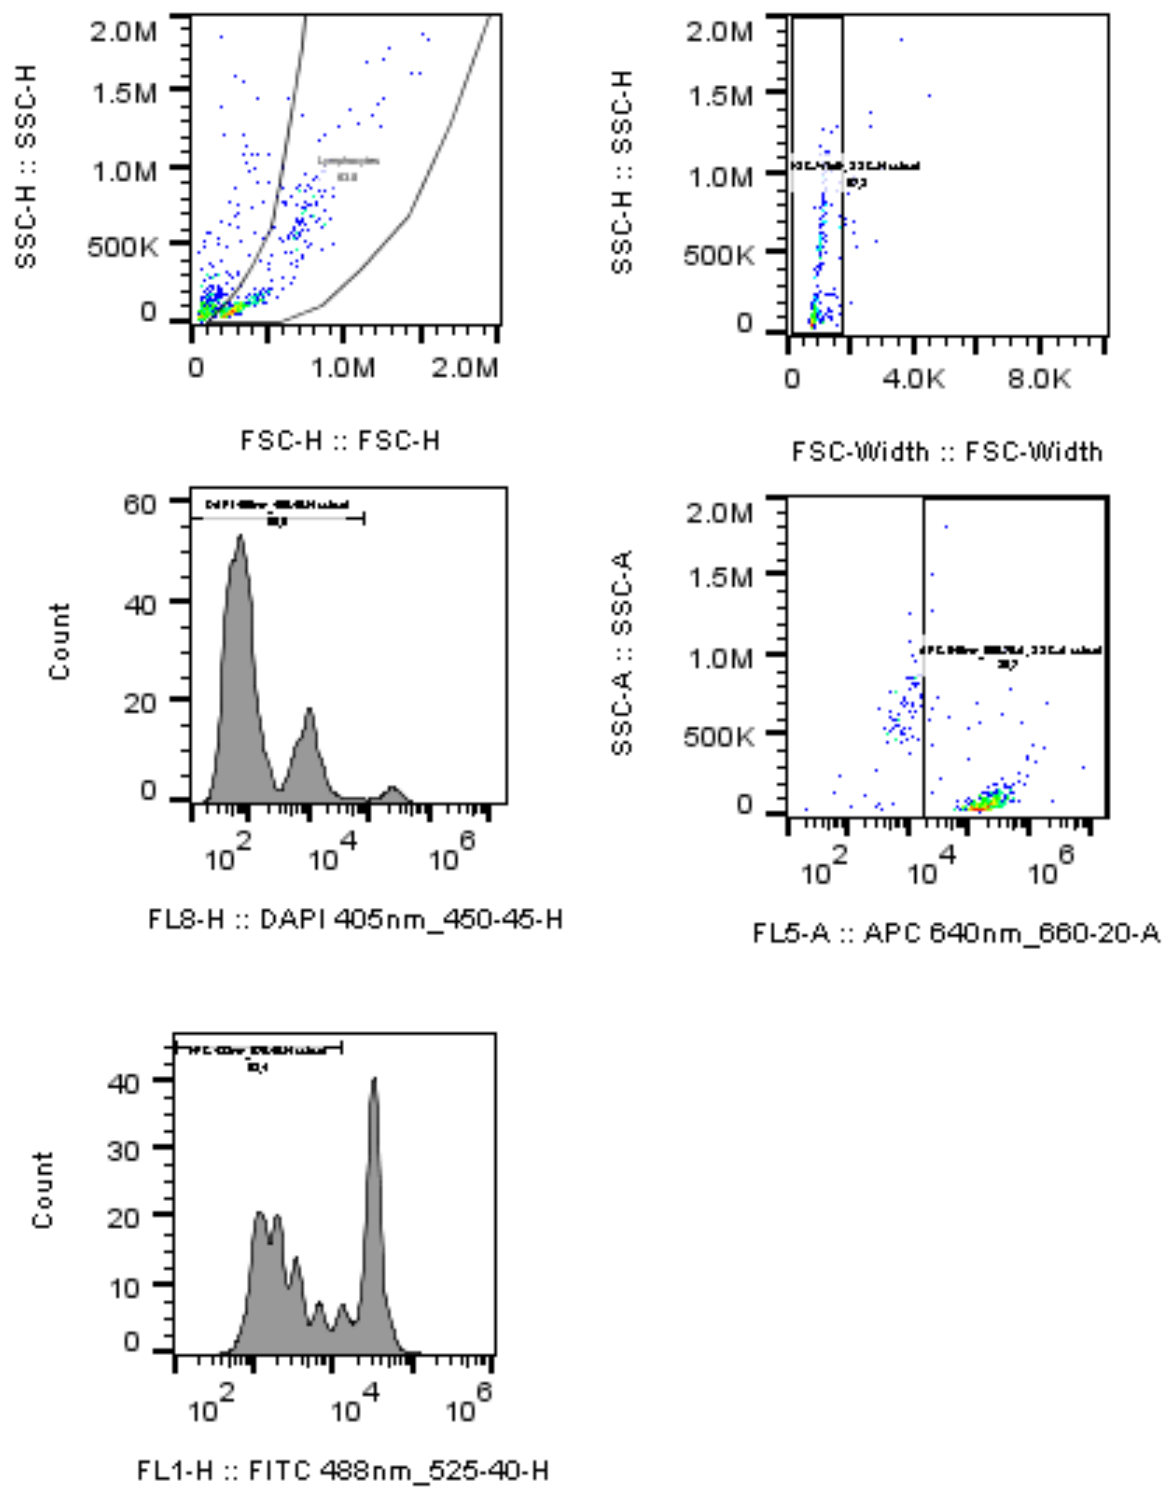 SSC-H :: SSC-H
2.0M
1.5M
1.0M
500K
0
Lymphocytes
0
1.0M
2.0M
FSC-H :: FSC-H
SSC-H :: SSC-H
2.0M
1.5M
1.0M
500K
0
0
4.0K
8.0K
FSC-Width :: FSC-Width
Count
60
40
20
0
10^2
10^4
10^6
FL8-H :: DAPI 405nm_450-45-H
SSC-A :: SSC-A
2.0M
1.5M
1.0M
500K
0
10^2
10^4
10^6
FL5-A :: APC 640nm_660-20-A
Count
40
30
20
10
0
10^2
10^4
10^6
FL1-H :: FITC 488nm_525-40-H